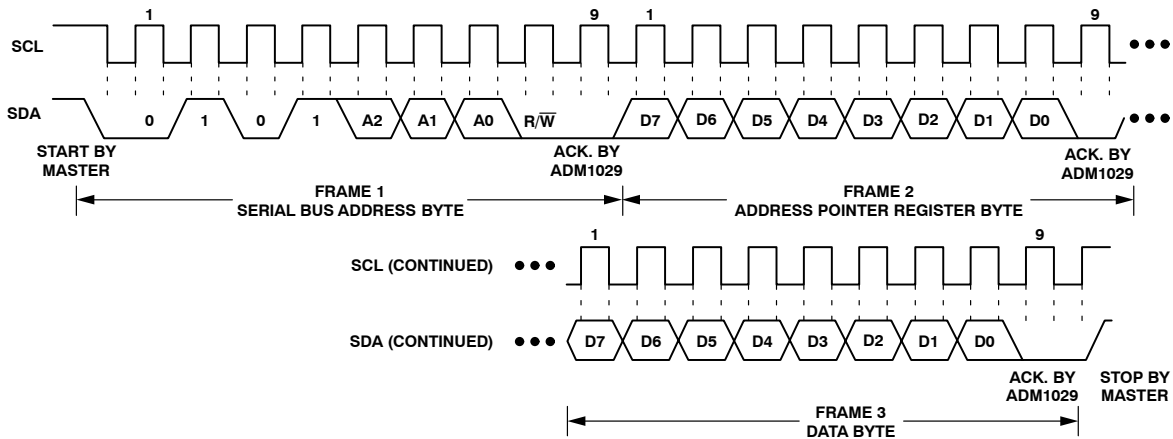 1 9 1 9
SCL
SDA 0 1 0 1 A2 A1 A0 R/W̅ D7 D6 D5 D4 D3 D2 D1 D0
START BY MASTER
ACK. BY ADM1029
ACK. BY ADM1029
FRAME 1
SERIAL BUS ADDRESS BYTE
FRAME 2
ADDRESS POINTER REGISTER BYTE
1 9
SCL (CONTINUED)
SDA (CONTINUED) D7 D6 D5 D4 D3 D2 D1 D0
ACK. BY ADM1029
STOP BY MASTER
FRAME 3
DATA BYTE